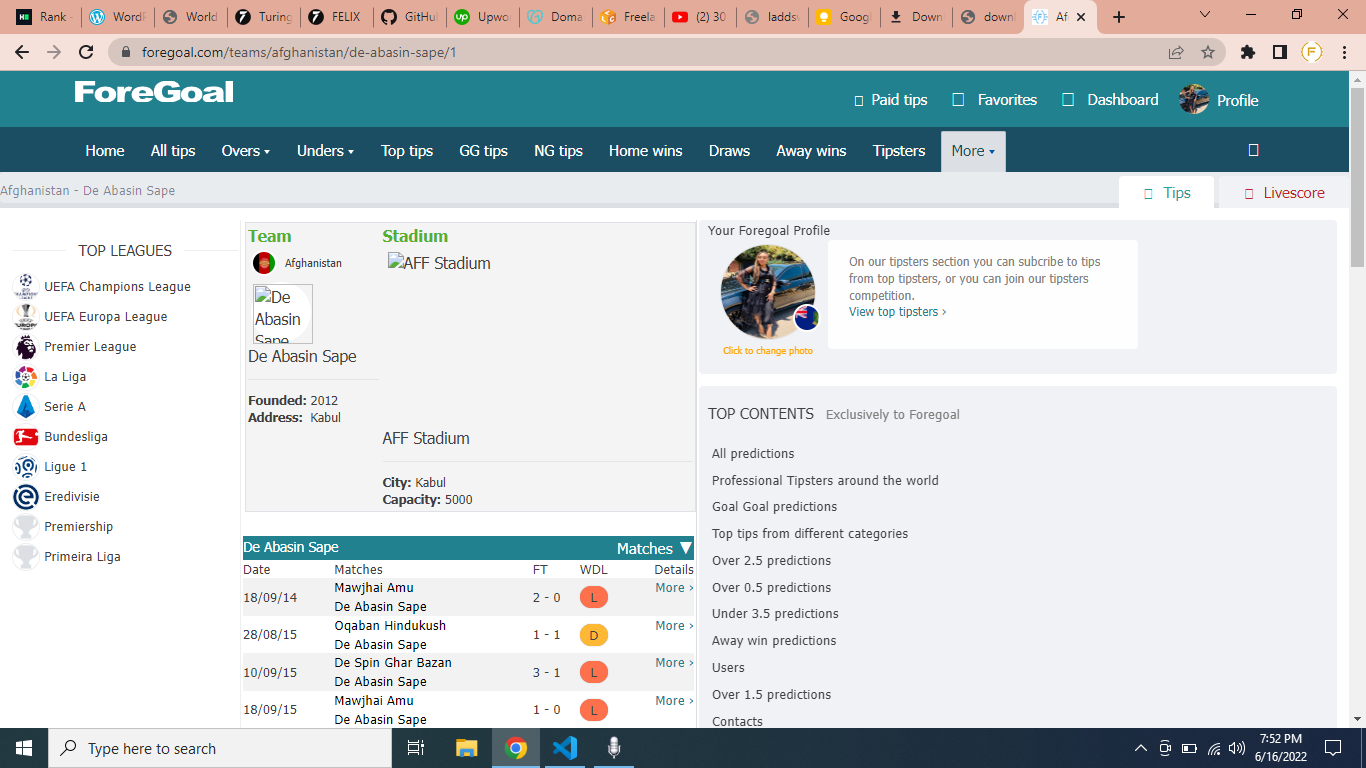 Rank
WordP
World
Turing
FELIX
GitHub
Upwo
Doma
Freela
(2) 30
ladds
Googl
Down
downl
Af
foregoal.com/teams/afghanistan/de-abasin-sape/1
ForeGoal
Paid tips
Favorites
Dashboard
Profile
Home
All tips
Overs
Unders
Top tips
GG tips
NG tips
Home wins
Draws
Away wins
Tipsters
More
Afghanistan - De Abasin Sape
Tips
Livescore
TOP LEAGUES
UEFA Champions League
UEFA Europa League
Premier League
La Liga
Serie A
Bundesliga
Ligue 1
Eredivisie
Premiership
Primeira Liga
Team
Afghanistan
De
Abasin
Sape
De Abasin Sape
Founded: 2012
Address: Kabul
Stadium
AFF Stadium
AFF Stadium
City: Kabul
Capacity: 5000
De Abasin Sape Matches ▼
Date Matches FT WDL Details
18/09/14 Mawjhai Amu 2 - 0 L More ›
De Abasin Sape
28/08/15 Oqaban Hindukush 1 - 1 D More ›
De Abasin Sape
10/09/15 De Spin Ghar Bazan 3 - 1 L More ›
De Abasin Sape
18/09/15 Mawjhai Amu 1 - 0 L More ›
De Abasin Sape
Your Foregoal Profile
Click to change photo
On our tipsters section you can subcribe to tips
from top tipsters, or you can join our tipsters
competition.
View top tipsters ›
TOP CONTENTS Exclusively to Foregoal
All predictions
Professional Tipsters around the world
Goal Goal predictions
Top tips from different categories
Over 2.5 predictions
Over 0.5 predictions
Under 3.5 predictions
Away win predictions
Users
Over 1.5 predictions
Contacts
Type here to search
7:52 PM
6/16/2022